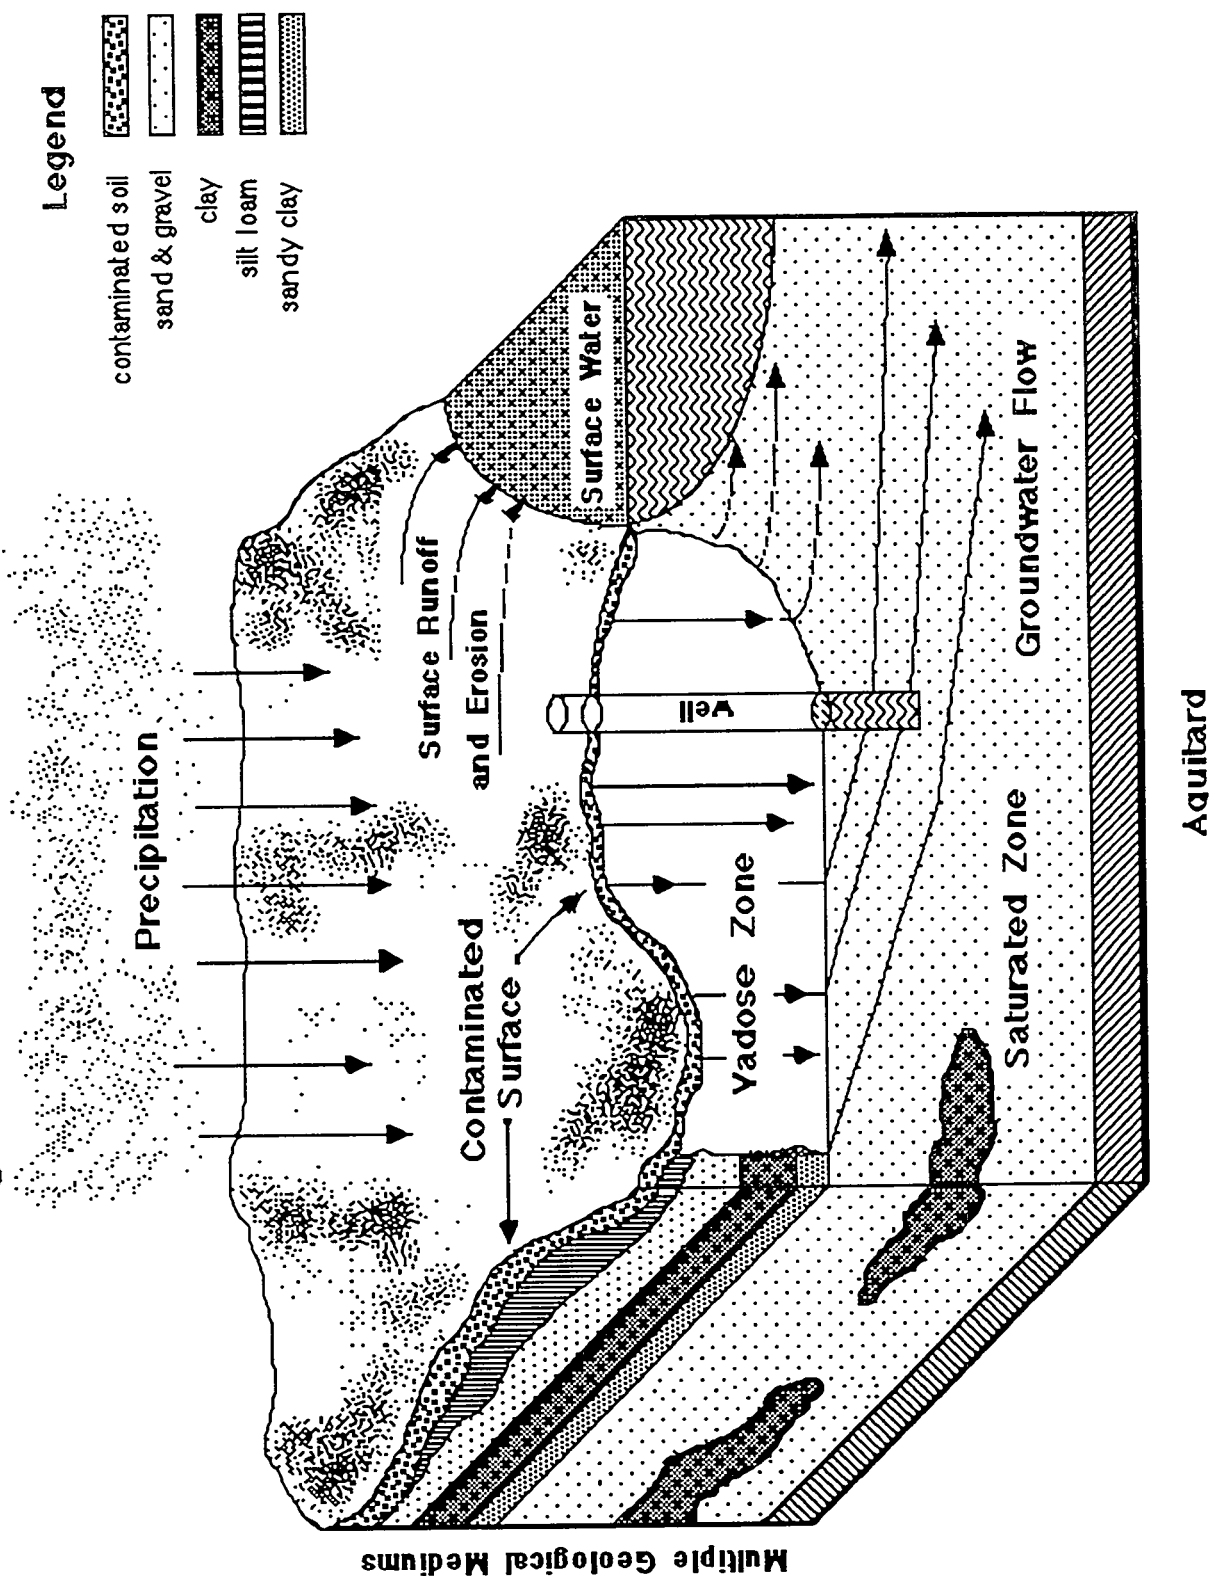 Legend
contaminated soil
sand & gravel
clay
silt loam
sandy clay
Precipitation
Surface Runoff
and Erosion
Surface Water
Contaminated
Surface
Well
Vadose Zone
Groundwater Flow
Saturated Zone
Aquitard
Multiple Geological Mediums